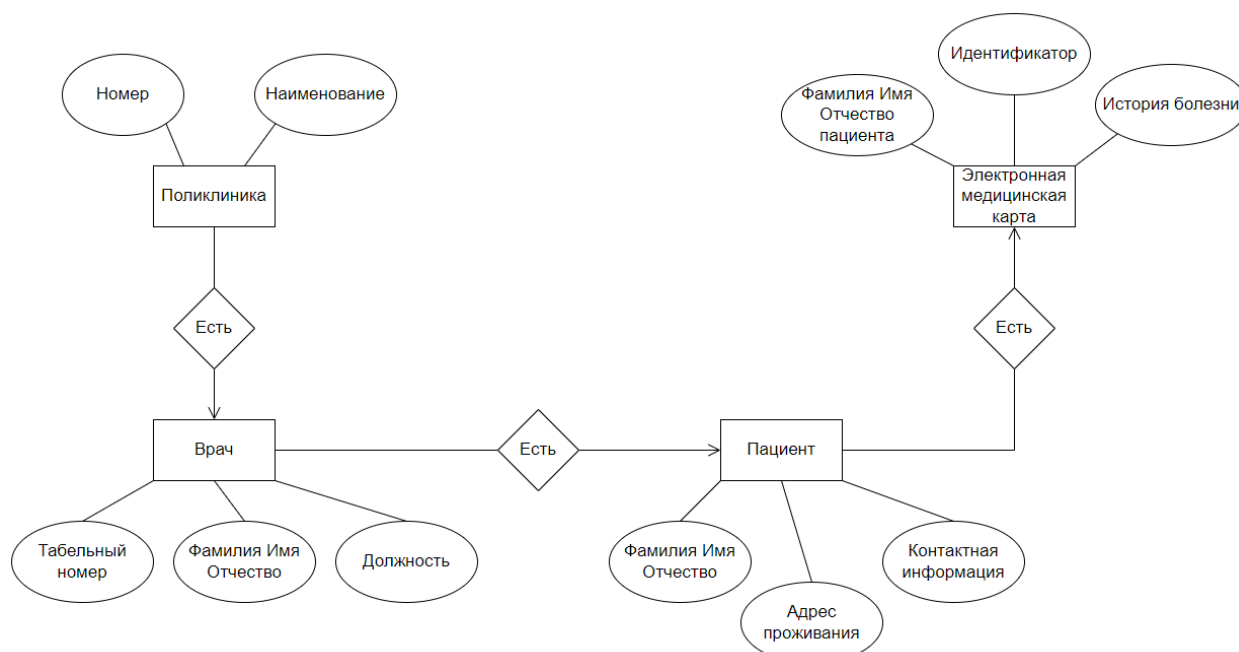 Номер
Наименование
Идентификатор
Фамилия Имя
Отчество
пациента
История болезни
Поликлиника
Электронная
медицинская
карта
Есть
Есть
Врач
Есть
Пациент
Табельный
номер
Фамилия Имя
Отчество
Должность
Фамилия Имя
Отчество
Адрес
проживания
Контактная
информация